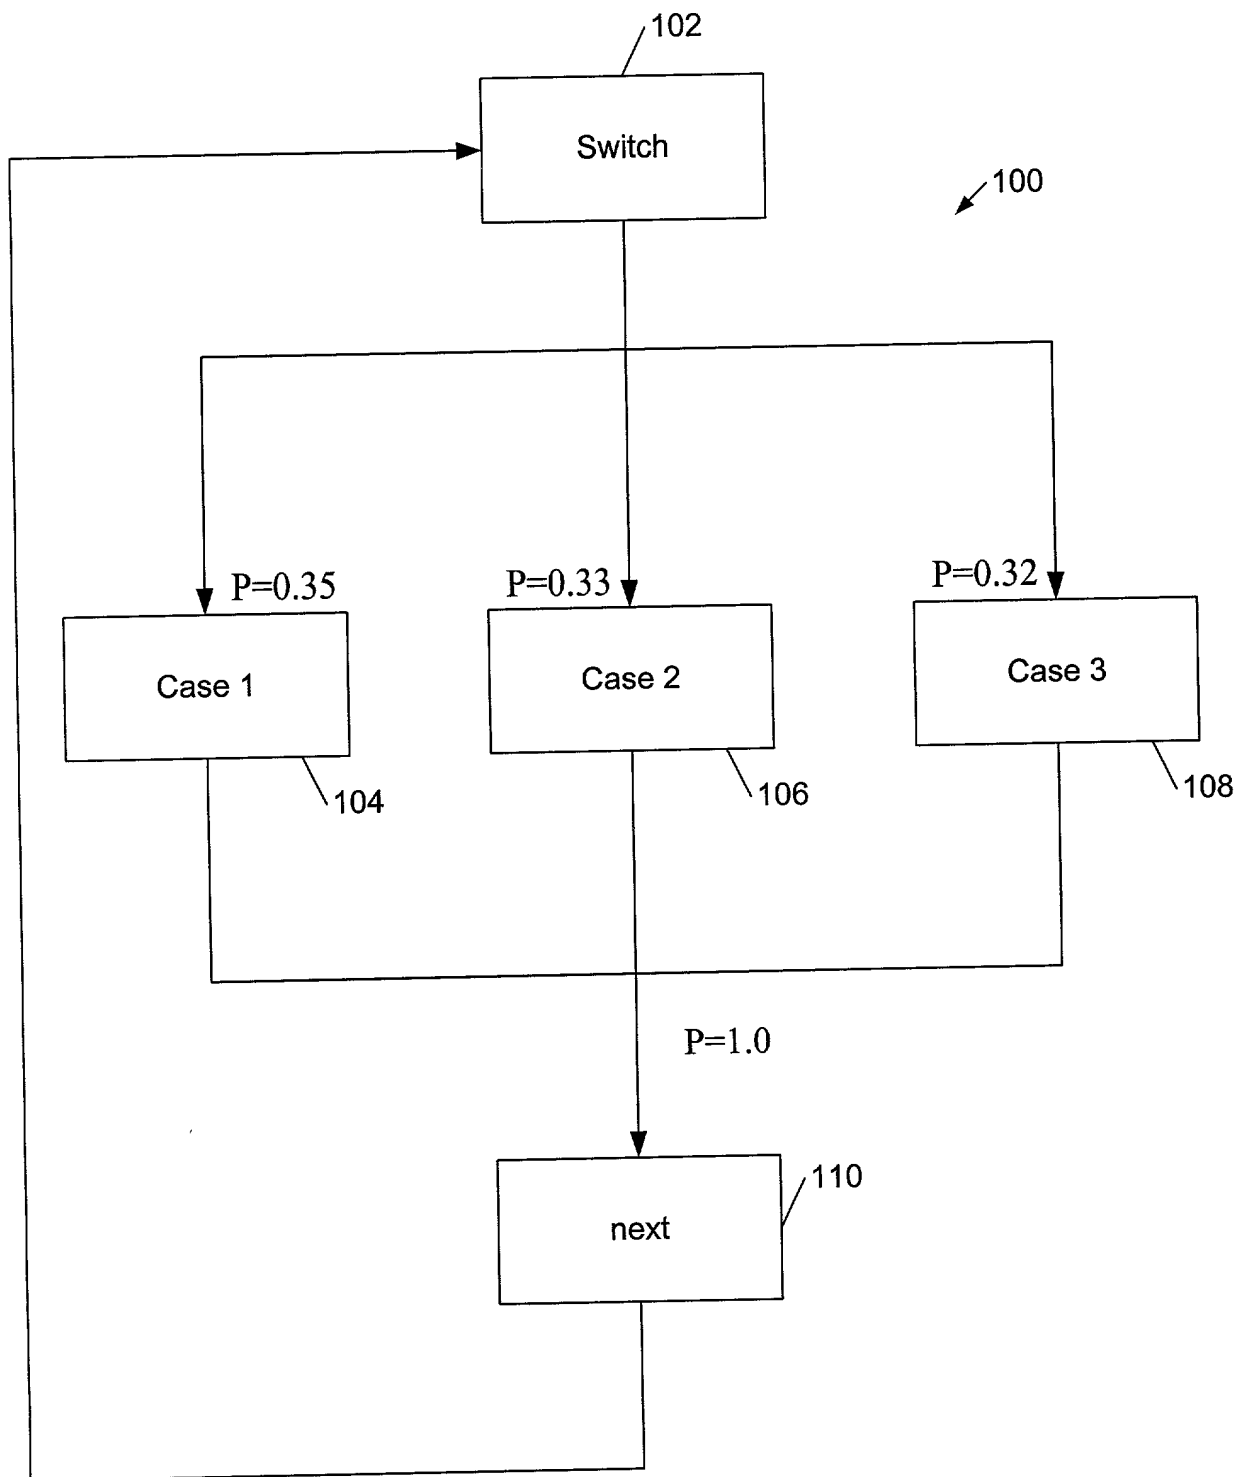 102
Switch
100
P=0.35
P=0.33
P=0.32
Case 1
Case 2
Case 3
104
106
108
P=1.0
next
110